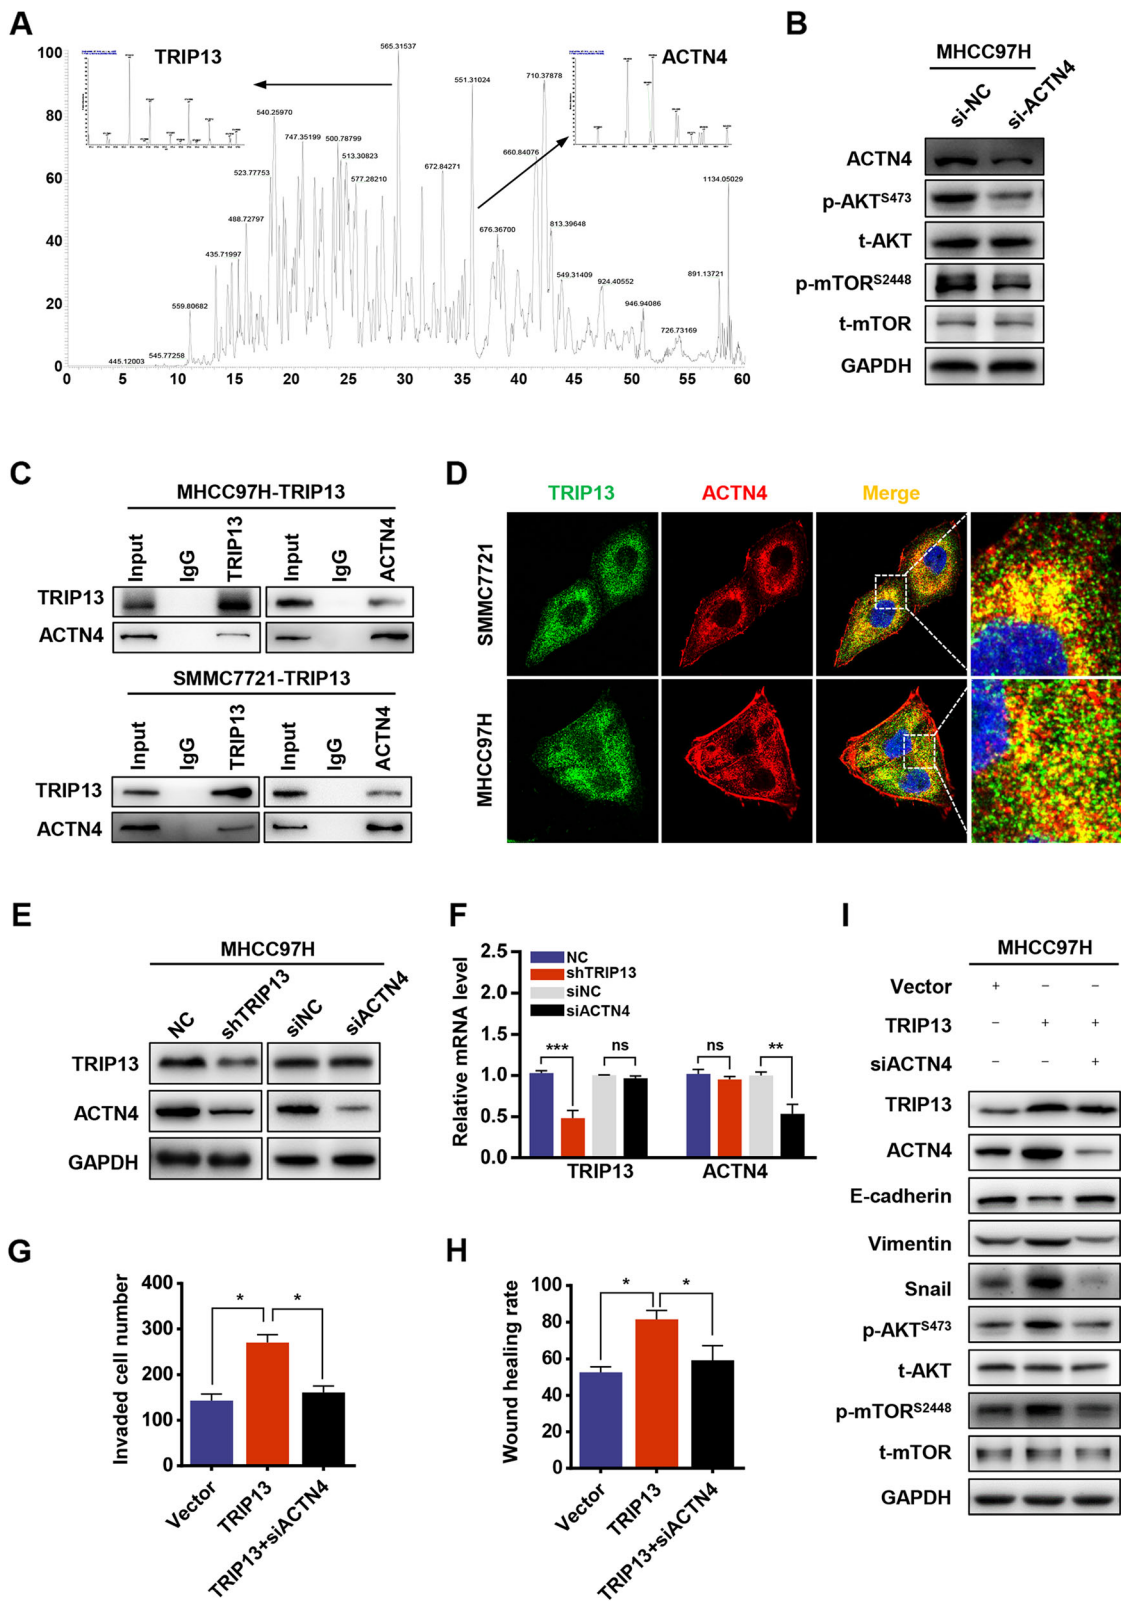 A
TRIP13
ACTN4
565.31537
551.31024
710.37878
540.25970
747.35199
500.78799
513.30823
523.77753
577.28210
672.84271
660.84076
1134.05029
488.72797
676.36700
813.39648
435.71997
549.31409
924.40552
891.13721
559.80682
946.94086
726.73169
445.12003
545.77258
100
80
60
40
20
0
0 5 10 15 20 25 30 35 40 45 50 55 60
B
MHCC97H
si-NC si-ACTN4
ACTN4
p-AKTS473
t-AKT
p-mTORS2448
t-mTOR
GAPDH
C
MHCC97H-TRIP13
Input IgG TRIP13 Input IgG ACTN4
TRIP13
ACTN4
SMMC7721-TRIP13
Input IgG TRIP13 Input IgG ACTN4
TRIP13
ACTN4
D
TRIP13 ACTN4 Merge
SMMC7721
MHCC97H
E
MHCC97H
NC shTRIP13 siNC siACTN4
TRIP13
ACTN4
GAPDH
F
Relative mRNA level
2.5
2.0
1.5
1.0
0.5
0.0
NC
shTRIP13
siNC
siACTN4
*** ns ns **
TRIP13 ACTN4
G
Invaded cell number
400
300
200
100
0
* *
Vector TRIP13 TRIP13+siACTN4
H
Wound healing rate
100
80
60
40
20
0
* *
Vector TRIP13 TRIP13+siACTN4
I
MHCC97H
Vector + − −
TRIP13 − + +
siACTN4 − − +
TRIP13
ACTN4
E-cadherin
Vimentin
Snail
p-AKTS473
t-AKT
p-mTORS2448
t-mTOR
GAPDH